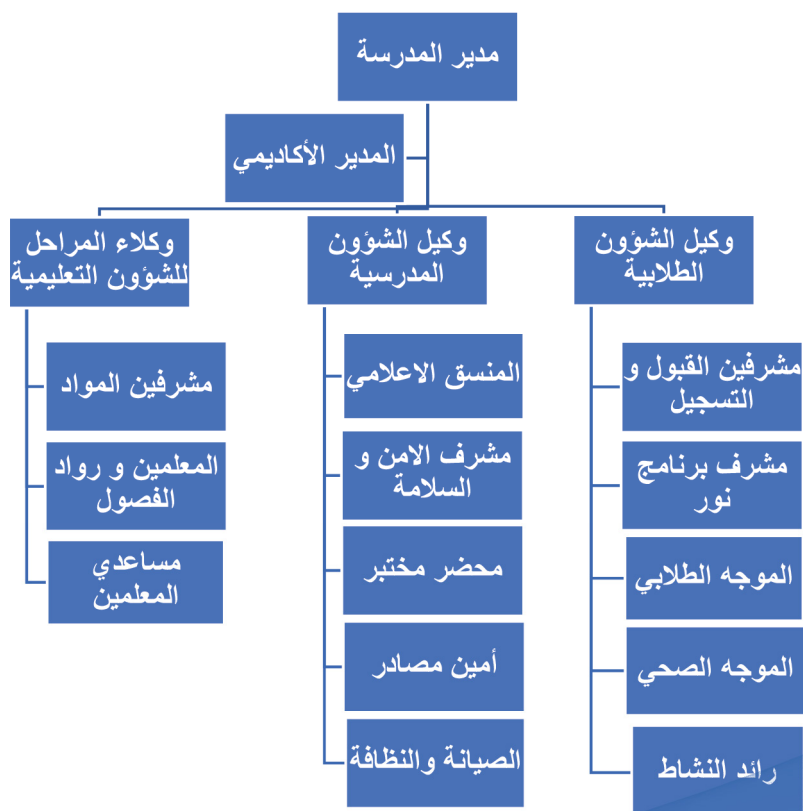 مدير المدرسة
المدير الأكاديمي
وكيل الشؤون
الطلابية
وكيل الشؤون
المدرسية
وكلاء المراحل
للشؤون التعليمية
مشرفين القبول و
التسجيل
مشرف برنامج
نور
الموجه الطلابي
الموجه الصحي
رائد النشاط
المنسق الاعلامي
مشرف الامن و
السلامة
محضر مختبر
أمين مصادر
الصيانة والنظافة
مشرفين المواد
المعلمين و رواد
الفصول
مساعدي
المعلمين